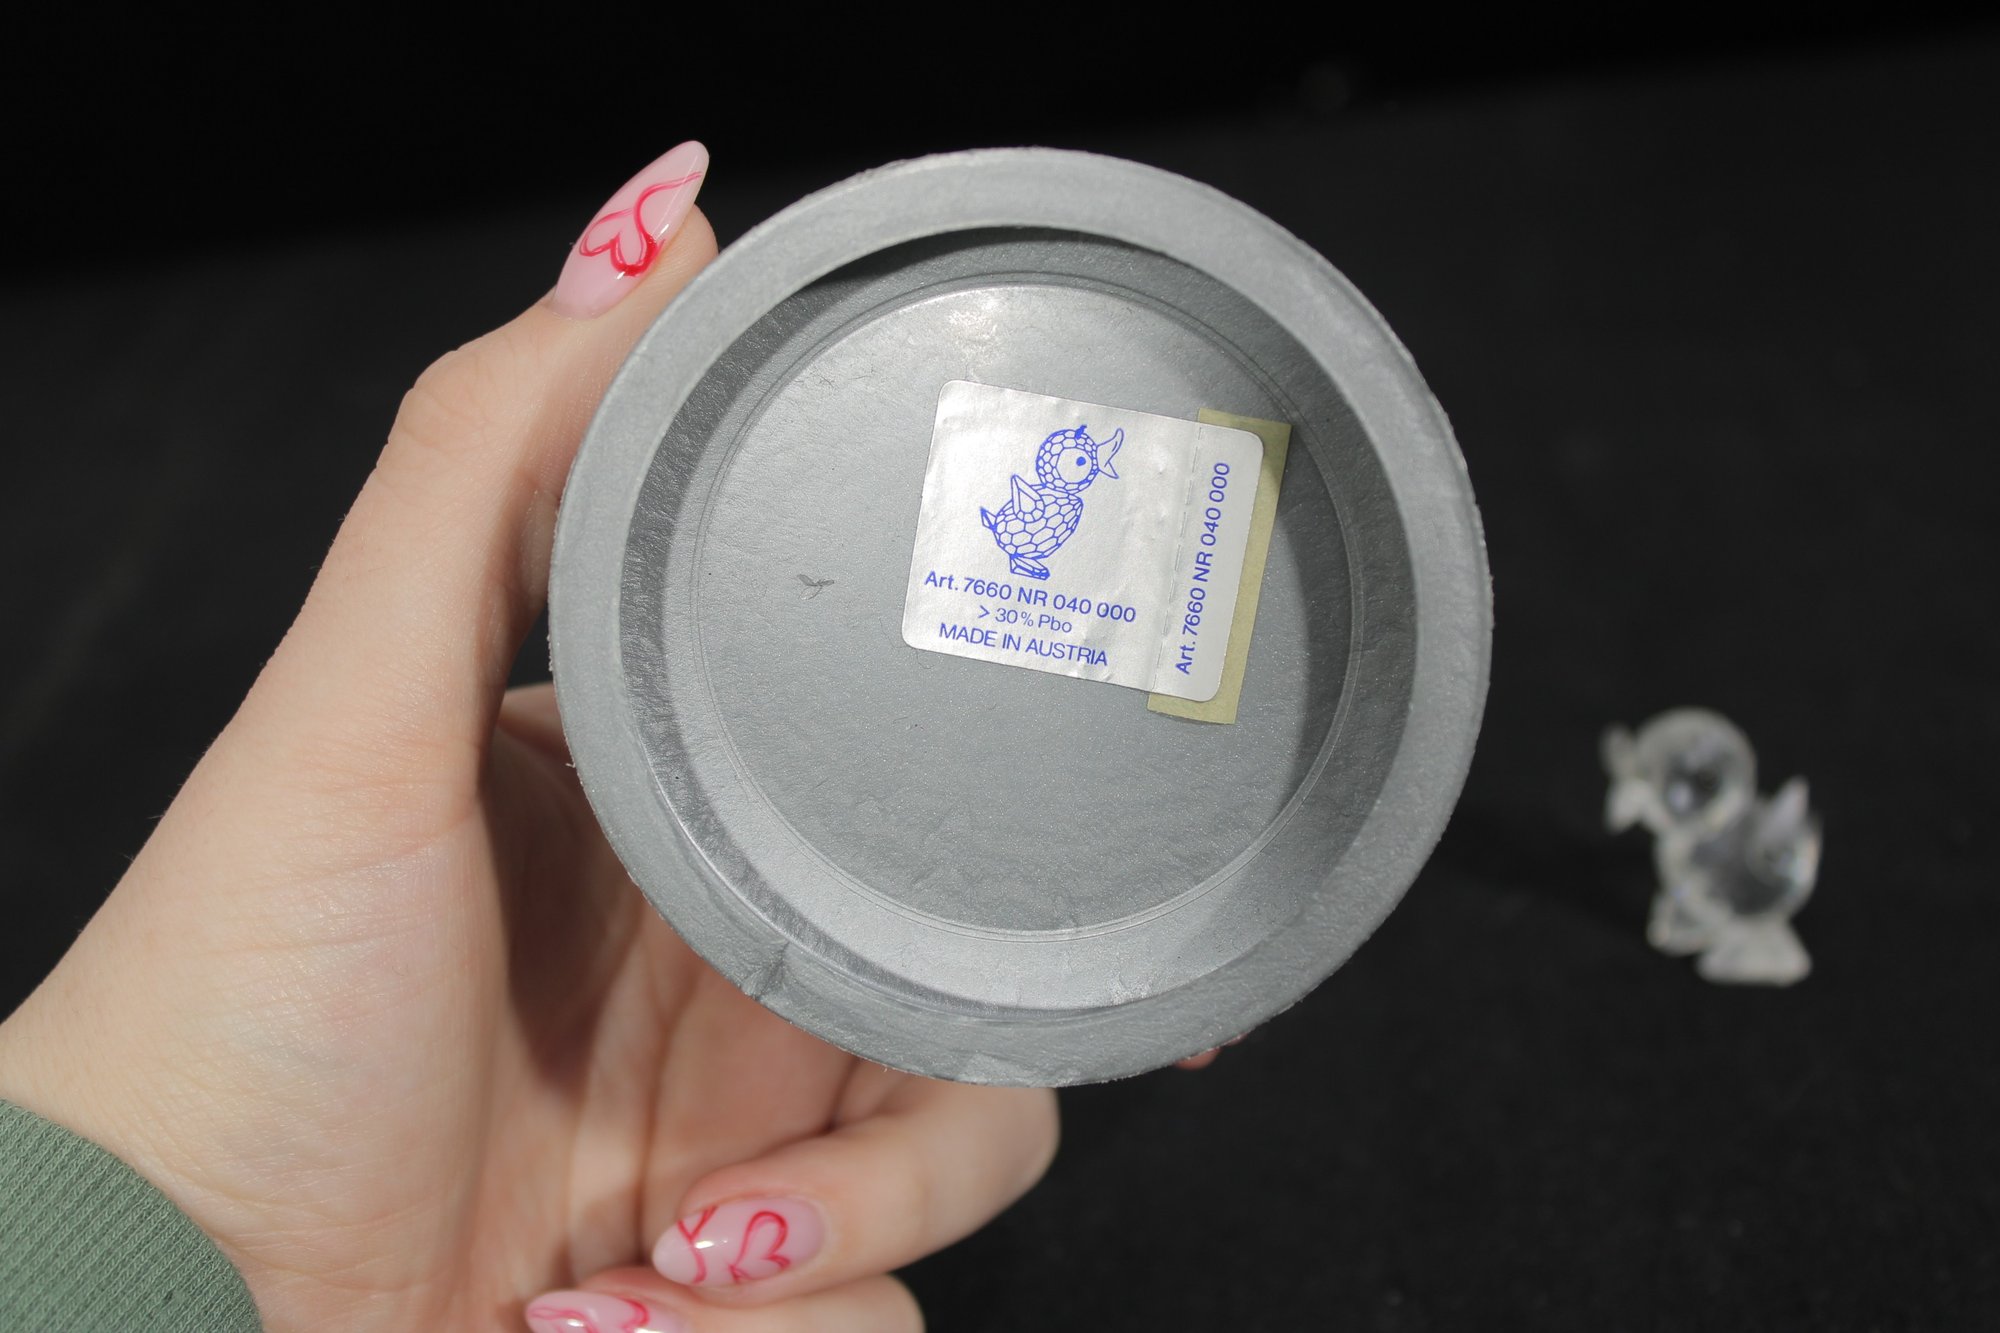 Art. 7660 NR 040 000
> 30% Pbo
MADE IN AUSTRIA
Art. 7660 NR 040 000